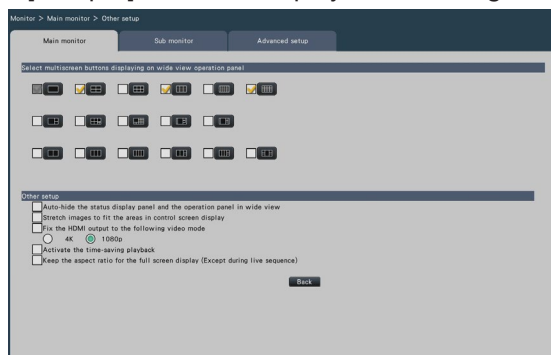 Monitor > Main monitor > Other setup
Main monitor Sub monitor Advanced setup
Select multiscreen buttons displaying on wide view operation panel
Other setup
Auto-hide the status display panel and the operation panel in wide view
Stretch images to fit the areas in control screen display
Fix the HDMI output to the following video mode
4K 1080p
Activate the time-saving playback
Keep the aspect ratio for the full screen display (Except during live sequence)
Back